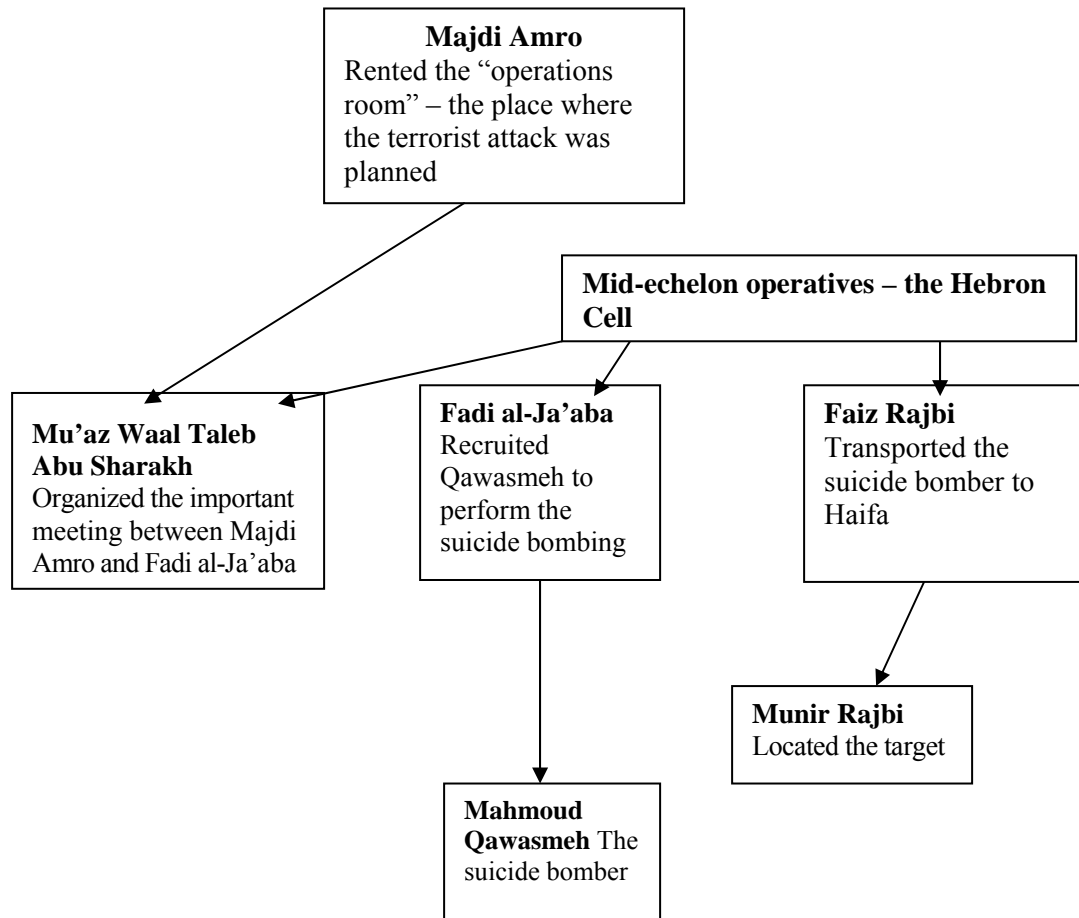 Majdi Amro
Rented the “operations
room” – the place where
the terrorist attack was
planned
Mid-echelon operatives – the Hebron
Cell
Mu’az Waal Taleb
Abu Sharakh
Organized the important
meeting between Majdi
Amro and Fadi al-Ja’aba
Fadi al-Ja’aba
Recruited
Qawasmeh to
perform the
suicide bombing
Faiz Rajbi
Transported the
suicide bomber to
Haifa
Munir Rajbi
Located the target
Mahmoud
Qawasmeh The
suicide bomber